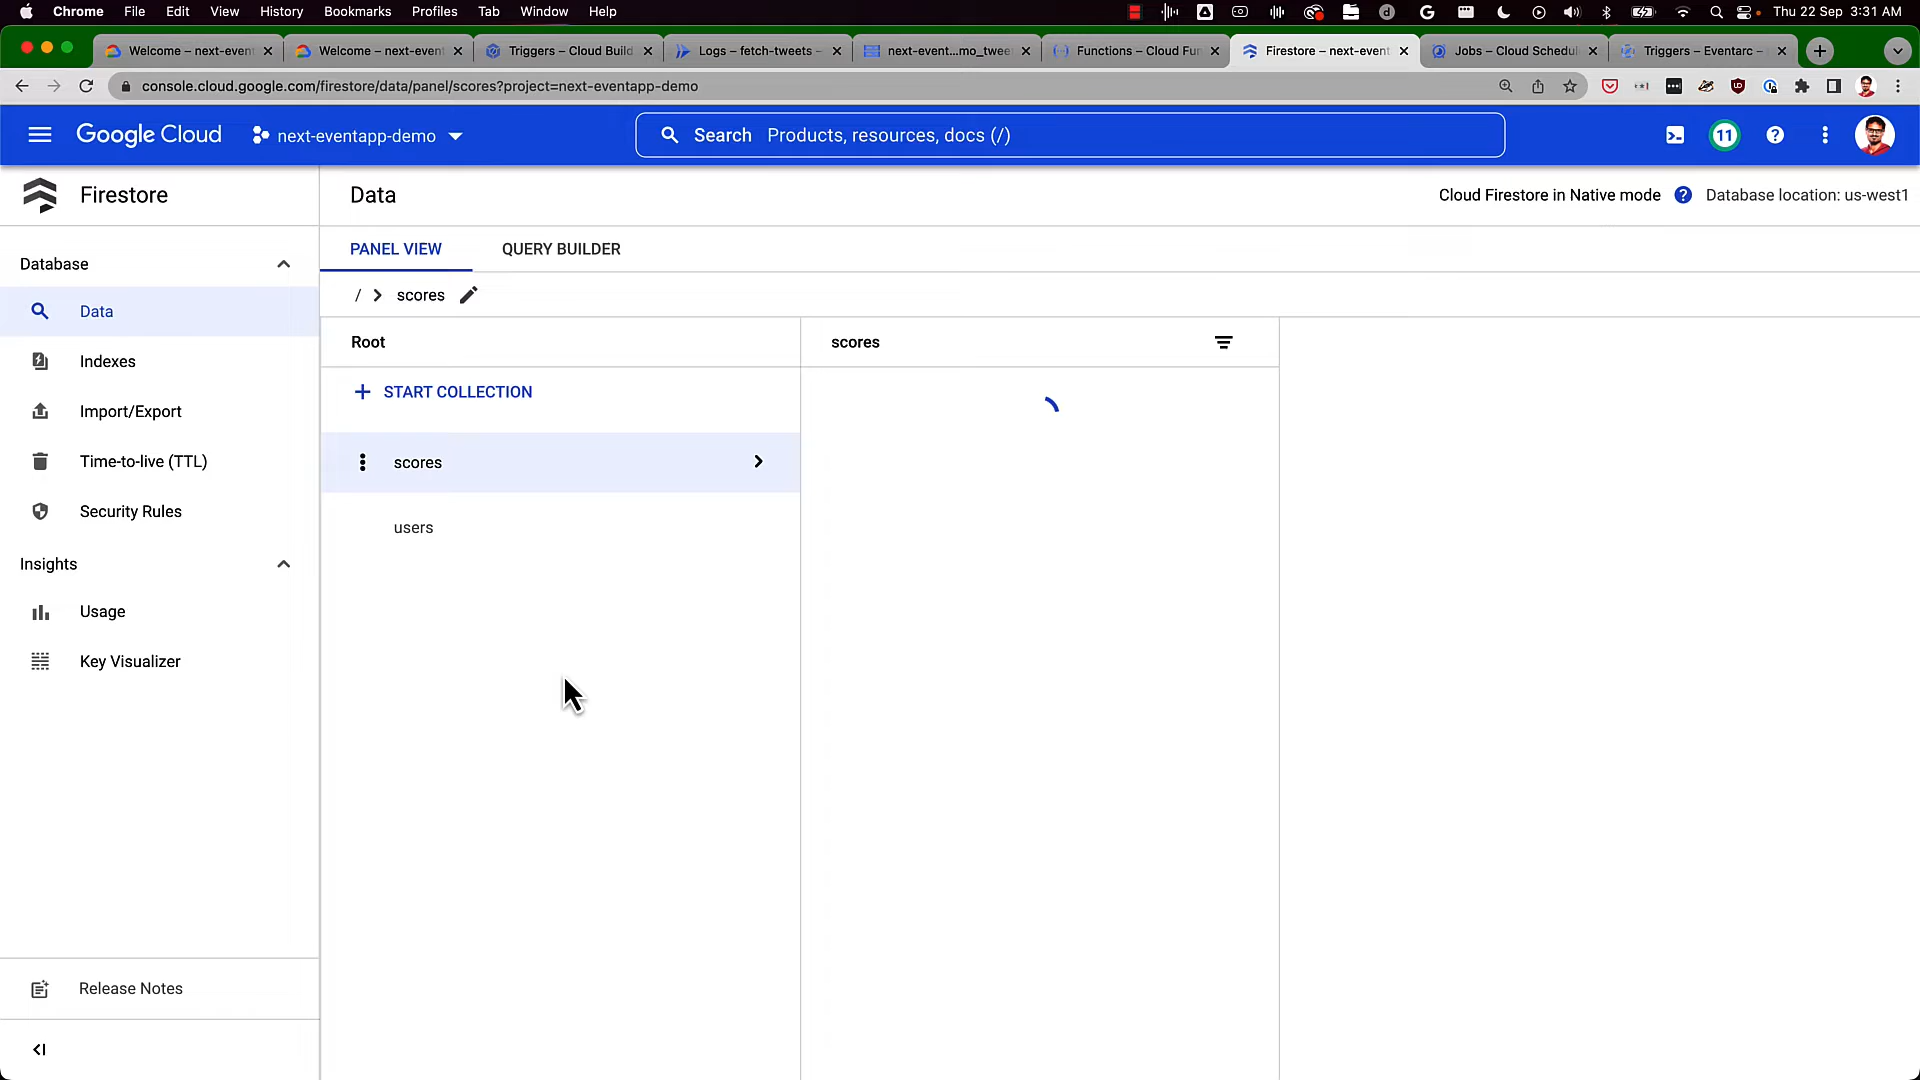 Chrome File Edit View History Bookmarks Profiles Tab Window Help Thu 22 Sep 3:31 AM
Welcome – next-event Welcome – next-event Triggers – Cloud Build Logs – fetch-tweets – next-event...mo_twee Functions – Cloud Fun Firestore – next-event Jobs – Cloud Schedul Triggers – Eventarc –
console.cloud.google.com/firestore/data/panel/scores?project=next-eventapp-demo
Google Cloud next-eventapp-demo Search Products, resources, docs (/) 11
Firestore Data Cloud Firestore in Native mode Database location: us-west1
Database
Data
Indexes
Import/Export
Time-to-live (TTL)
Security Rules
Insights
Usage
Key Visualizer
Release Notes
PANEL VIEW QUERY BUILDER
/ scores
Root scores
START COLLECTION
scores
users